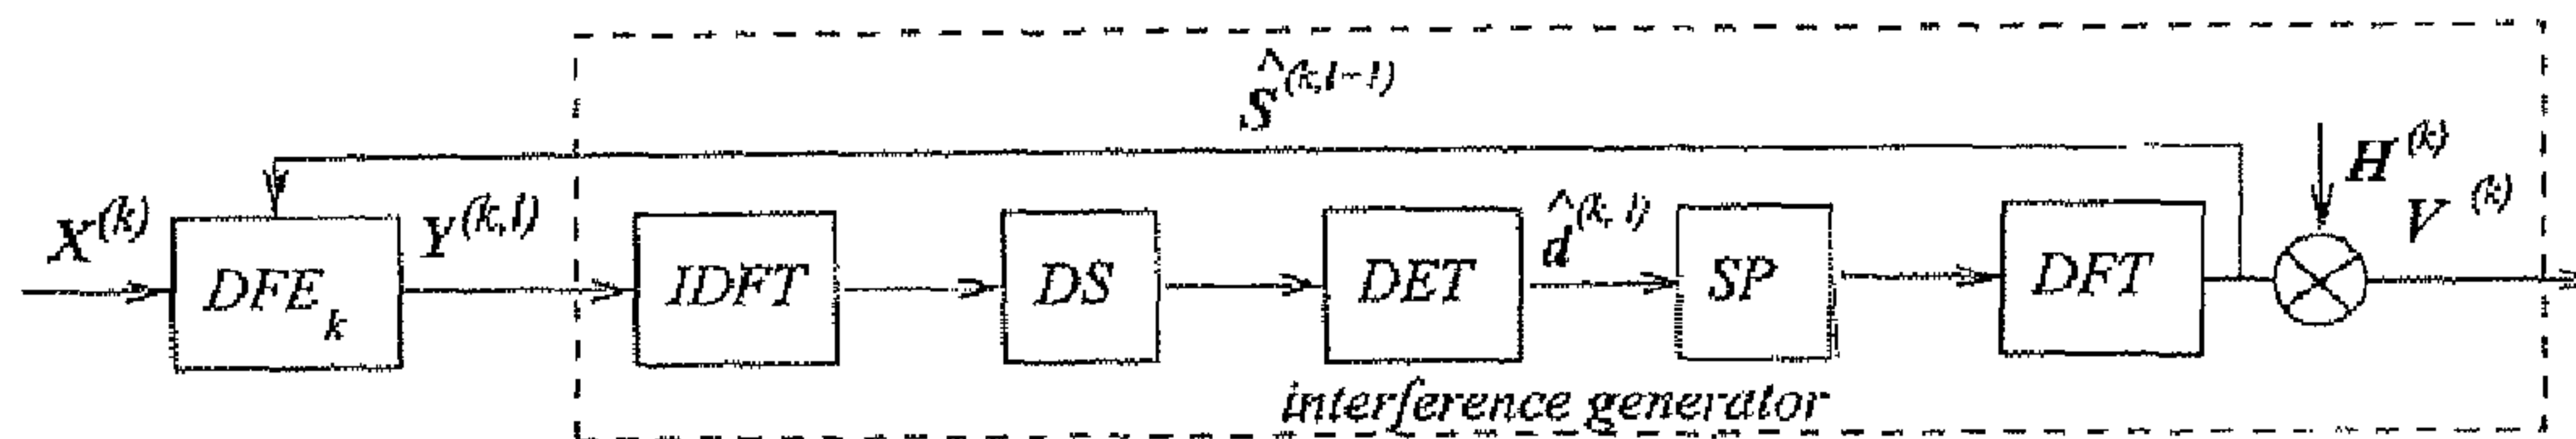 Ŝ^(k,l-1)
X^(k)
DFE_k
Y^(k,l)
IDFT
DS
DET
d̂^(k,l)
SP
DFT
H^(k)
V^(k)
interference generator